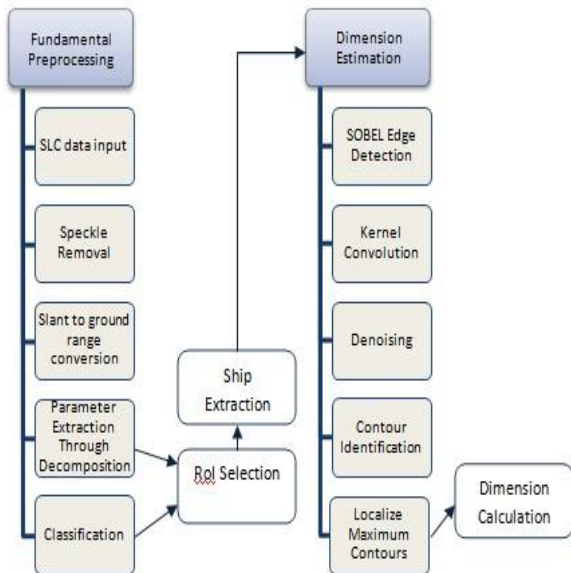 Fundamental
Preprocessing
SLC data input
Speckle
Removal
Slant to ground
range
conversion
Parameter
Extraction
Through
Decomposition
Classification
RoI Selection
Ship
Extraction
Dimension
Estimation
SOBEL Edge
Detection
Kernel
Convolution
Denoising
Contour
Identification
Localize
Maximum
Contours
Dimension
Calculation